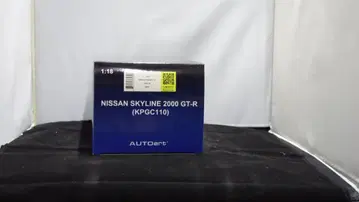 1:18
NISSAN SKYLINE 2000 GT-R
(KPGC110)
AUTOart